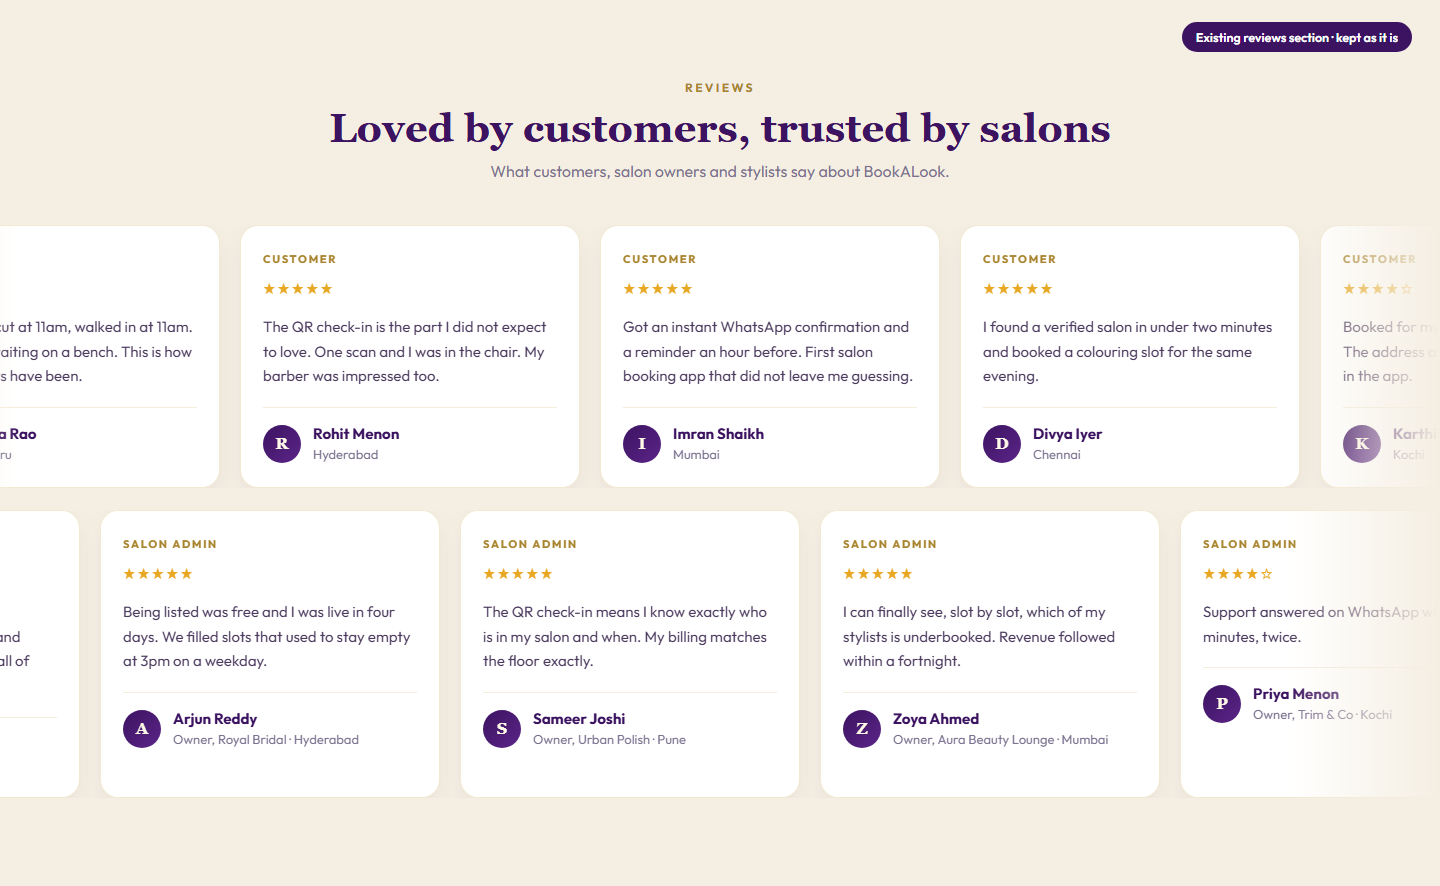 Existing reviews section · kept as it is
REVIEWS
Loved by customers, trusted by salons
What customers, salon owners and stylists say about BookALook.
at 11am, walked in at 11am.
on a bench. This is how
have been.
Rao
CUSTOMER
★★★★★
The QR check-in is the part I did not expect
to love. One scan and I was in the chair. My
barber was impressed too.
R
Rohit Menon
Hyderabad
CUSTOMER
★★★★★
Got an instant WhatsApp confirmation and
a reminder an hour before. First salon
booking app that did not leave me guessing.
I
Imran Shaikh
Mumbai
CUSTOMER
★★★★★
I found a verified salon in under two minutes
and booked a colouring slot for the same
evening.
D
Divya Iyer
Chennai
CUSTOMER
★★★★☆
Booked for
The address
in the app.
K
Kochi
and
all of
SALON ADMIN
★★★★★
Being listed was free and I was live in four
days. We filled slots that used to stay empty
at 3pm on a weekday.
A
Arjun Reddy
Owner, Royal Bridal · Hyderabad
SALON ADMIN
★★★★★
The QR check-in means I know exactly who
is in my salon and when. My billing matches
the floor exactly.
S
Sameer Joshi
Owner, Urban Polish · Pune
SALON ADMIN
★★★★★
I can finally see, slot by slot, which of my
stylists is underbooked. Revenue followed
within a fortnight.
Z
Zoya Ahmed
Owner, Aura Beauty Lounge · Mumbai
SALON ADMIN
★★★★☆
Support answered on WhatsApp
minutes, twice.
P
Priya Menon
Owner, Trim & Co · Kochi